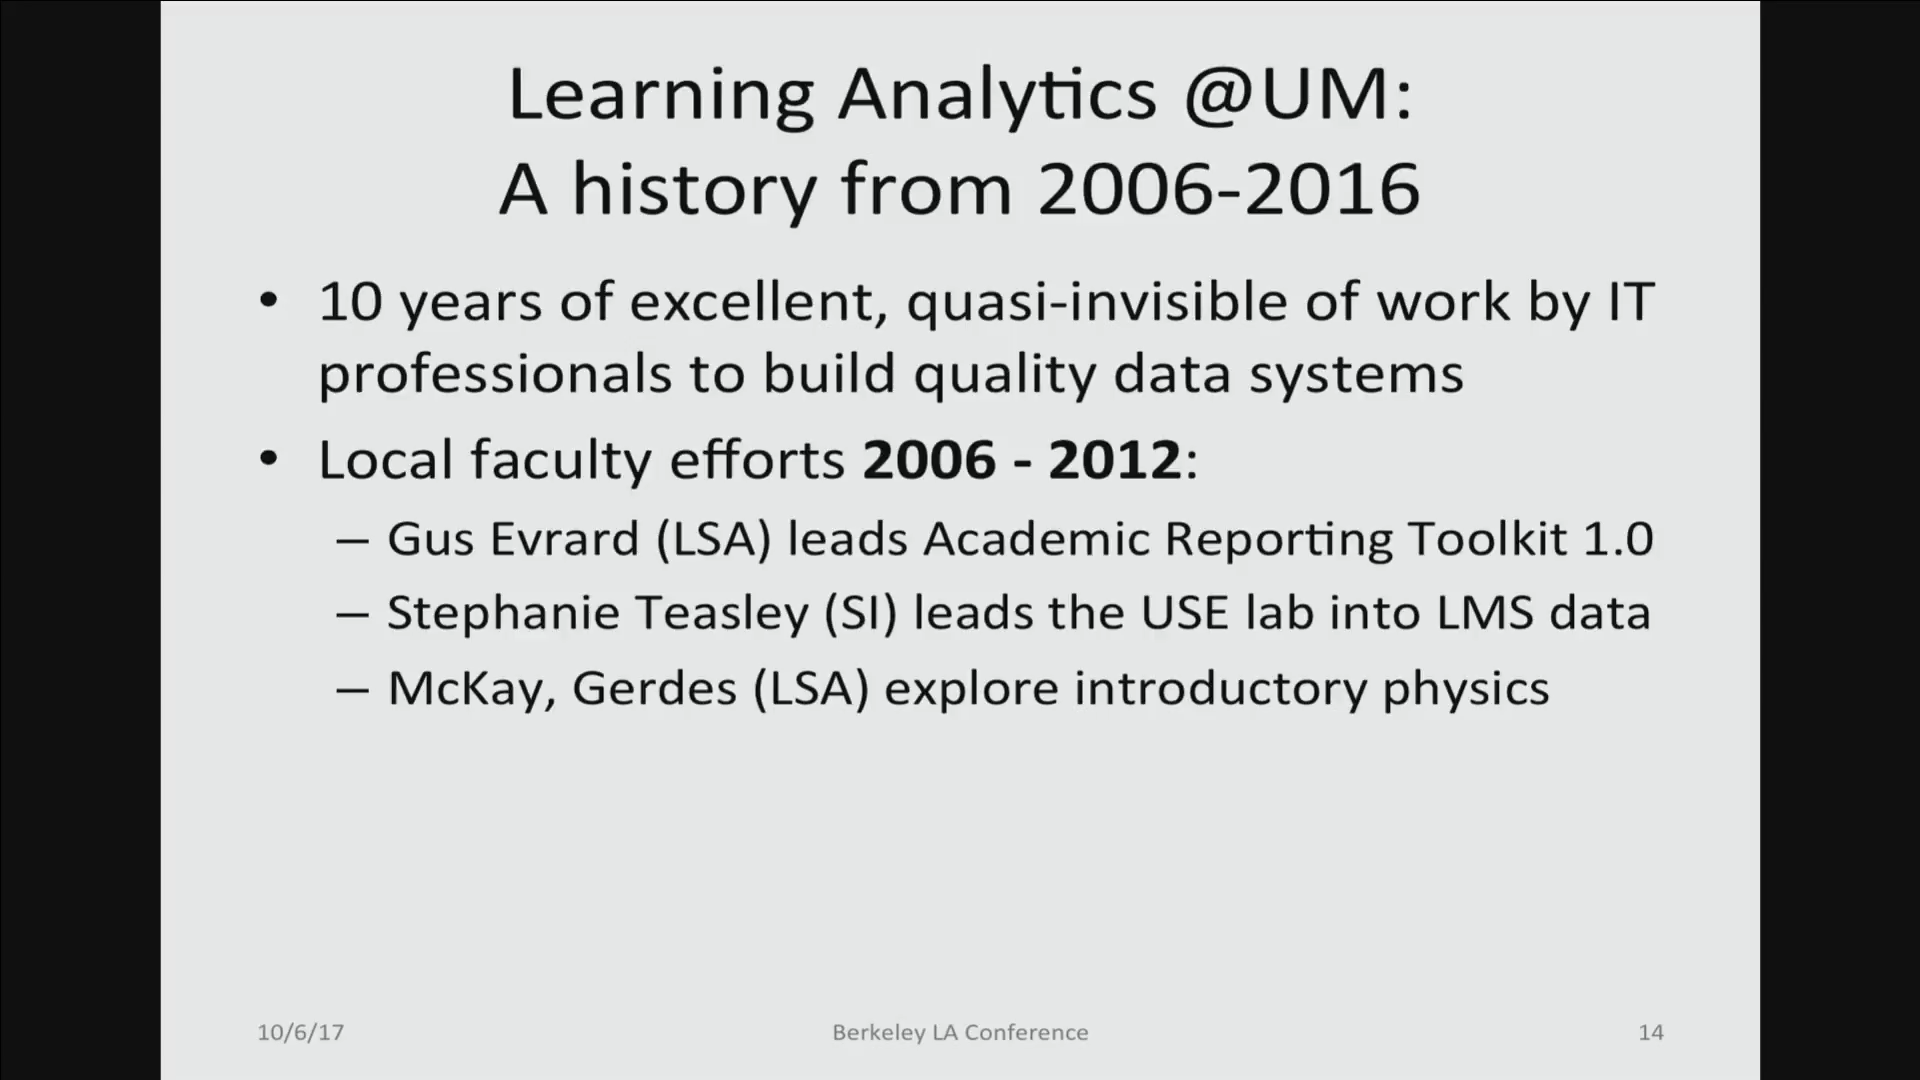 Learning Analytics @UM:
A history from 2006-2016
• 10 years of excellent, quasi-invisible of work by IT
professionals to build quality data systems
• Local faculty efforts 2006 - 2012:
– Gus Evrard (LSA) leads Academic Reporting Toolkit 1.0
– Stephanie Teasley (SI) leads the USE lab into LMS data
– McKay, Gerdes (LSA) explore introductory physics
10/6/17
Berkeley LA Conference
14